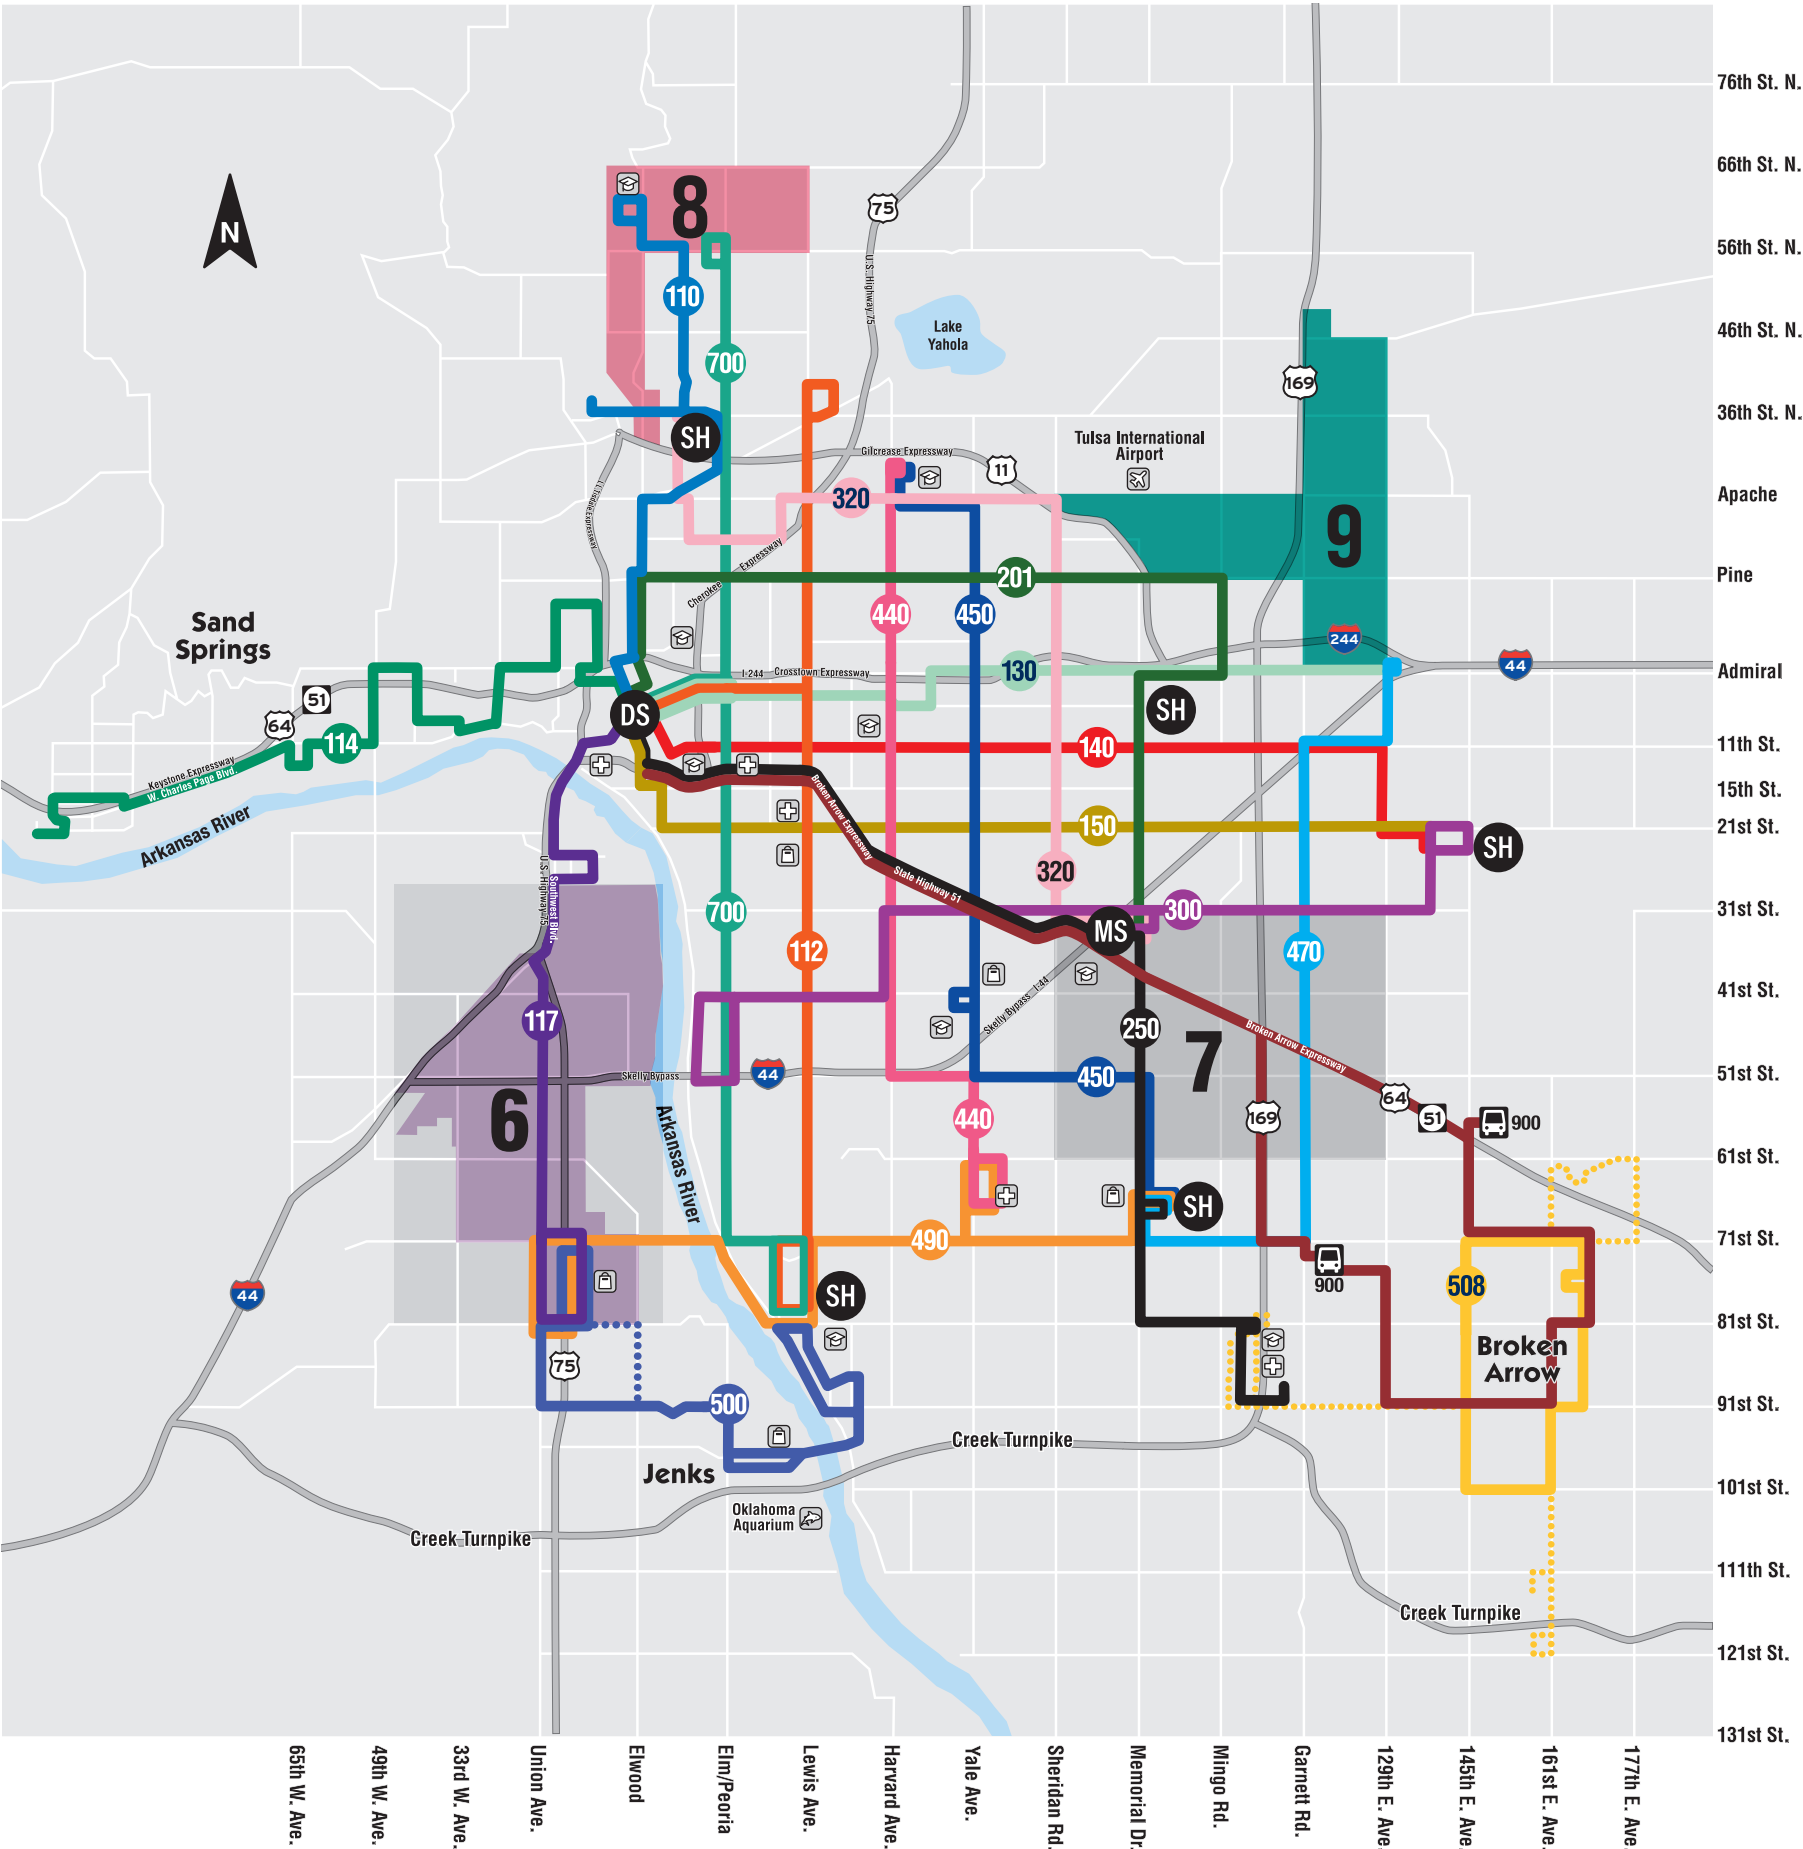 76th St. N.
66th St. N.
56th St. N.
46th St. N.
36th St. N.
Apache
Pine
Admiral
11th St.
15th St.
21st St.
31st St.
41st St.
51st St.
61st St.
71st St.
81st St.
91st St.
101st St.
111th St.
121st St.
131st St.
N
8
75
110
U.S. Highway 75
Lake
Yahola
700
169
SH
Tulsa International
Airport
Gilcrease Expressway
11
L.L. Tisdale Expressway
320
9
Cherokee
Expressway
201
440
450
Sand
Springs
244
44
I-244
Crosstown Expressway
130
51
64
DS
SH
114
140
Keystone Expressway
W. Charles Page Blvd.
Arkansas River
Broken Arrow Expressway
150
SH
U.S. Highway 75
Southwest Blvd.
State Highway 51
320
700
300
MS
112
470
117
Skelly Bypass
I-44
250
7
Broken Arrow Expressway
Skelly Bypass
44
450
6
Arkansas River
440
169
64
51
900
SH
490
44
SH
900
508
75
Broken
Arrow
500
Creek Turnpike
Jenks
Oklahoma
Aquarium
Creek Turnpike
Creek Turnpike
65th W. Ave.
49th W. Ave.
33rd W. Ave.
Union Ave.
Elwood
Elm/Peoria
Lewis Ave.
Harvard Ave.
Yale Ave.
Sheridan Rd.
Memorial Dr.
Mingo Rd.
Garnett Rd.
129th E. Ave.
145th E. Ave.
161st E. Ave.
177th E. Ave.